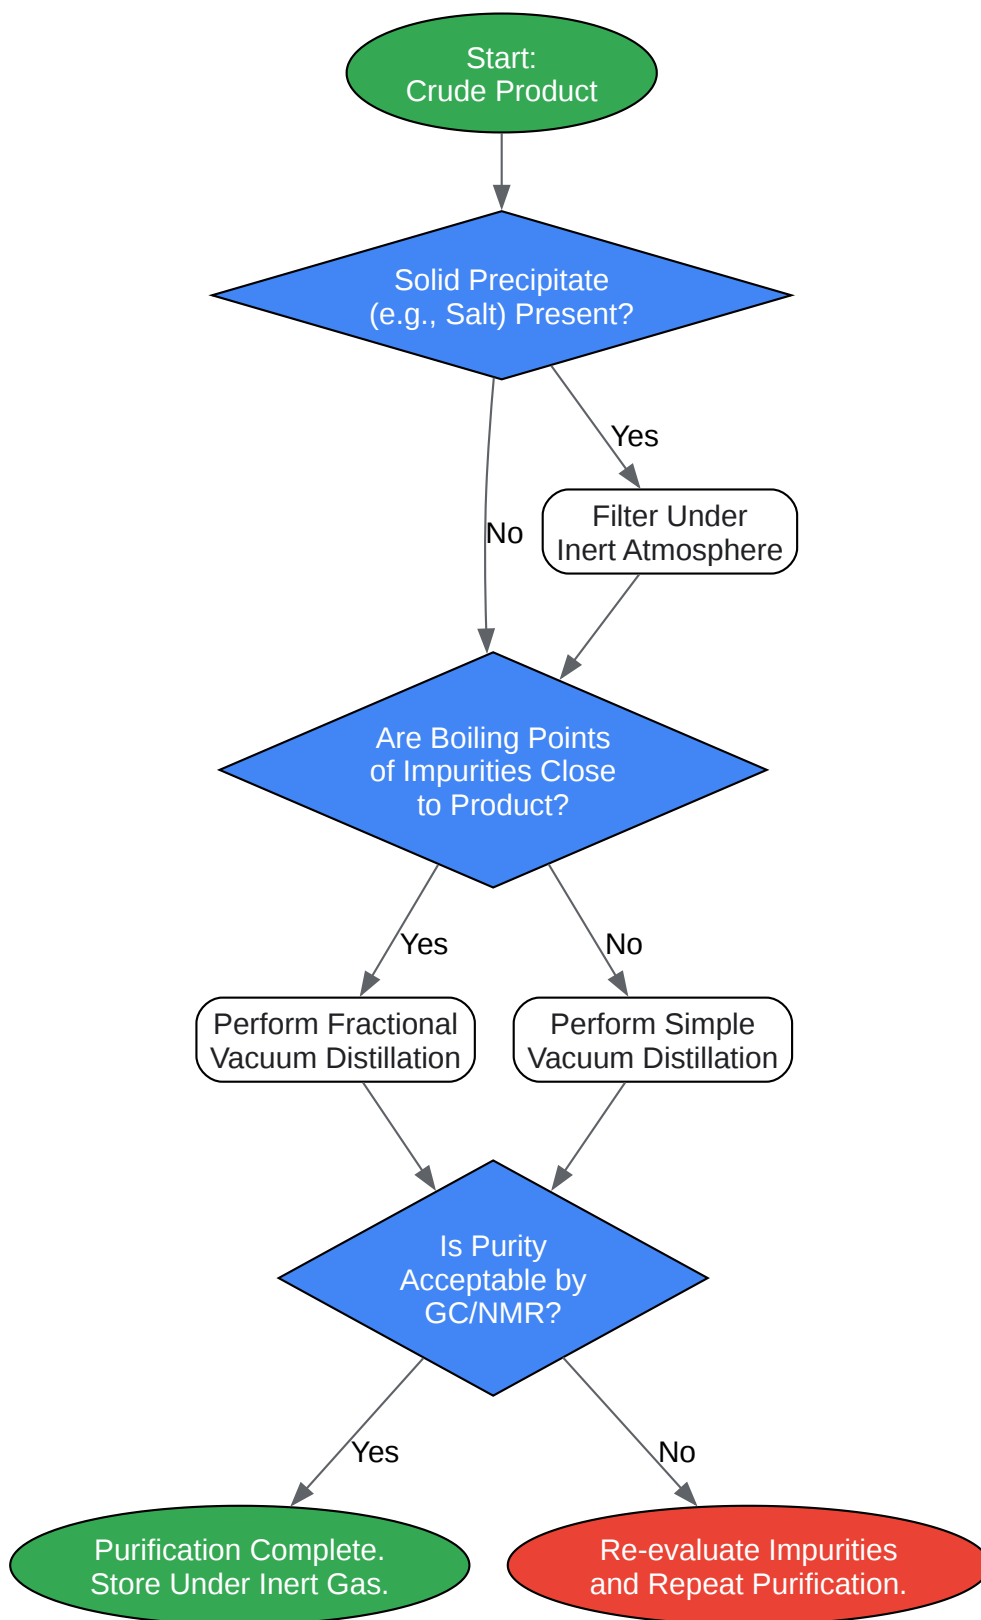 Start:
Crude Product
Solid Precipitate
(e.g., Salt) Present?
Yes
No
Filter Under
Inert Atmosphere
Are Boiling Points
of Impurities Close
to Product?
Yes
No
Perform Fractional
Vacuum Distillation
Perform Simple
Vacuum Distillation
Is Purity
Acceptable by
GC/NMR?
Yes
No
Purification Complete.
Store Under Inert Gas.
Re-evaluate Impurities
and Repeat Purification.